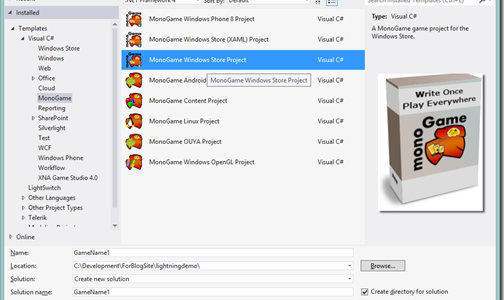 .NET Framework 4
Sort by: Default
Search Installed Templates (Ctrl+E)
Installed
Templates
Visual C#
Windows Store
Windows
Web
Office
Cloud
MonoGame
Reporting
SharePoint
Silverlight
Test
WCF
Windows Phone
Workflow
XNA Game Studio 4.0
LightSwitch
Other Languages
Other Project Types
Telerik
Online
MonoGame Windows Phone 8 Project Visual C#
MonoGame Windows Store (XAML) Project Visual C#
MonoGame Windows Store Project Visual C#
MonoGame Android MonoGame Windows Store Project Visual C#
MonoGame Content Project Visual C#
MonoGame Linux Project Visual C#
MonoGame OUYA Project Visual C#
MonoGame Windows OpenGL Project Visual C#
Type: Visual C#
A MonoGame game project for the
Windows Store.
Write Once
Play Everywhere
monoGame
Name: GameName1
Location: C:\Development\ForBlogSite\lightningdemo\ Browse...
Solution: Create new solution
Solution name: GameName1 Create directory for solution